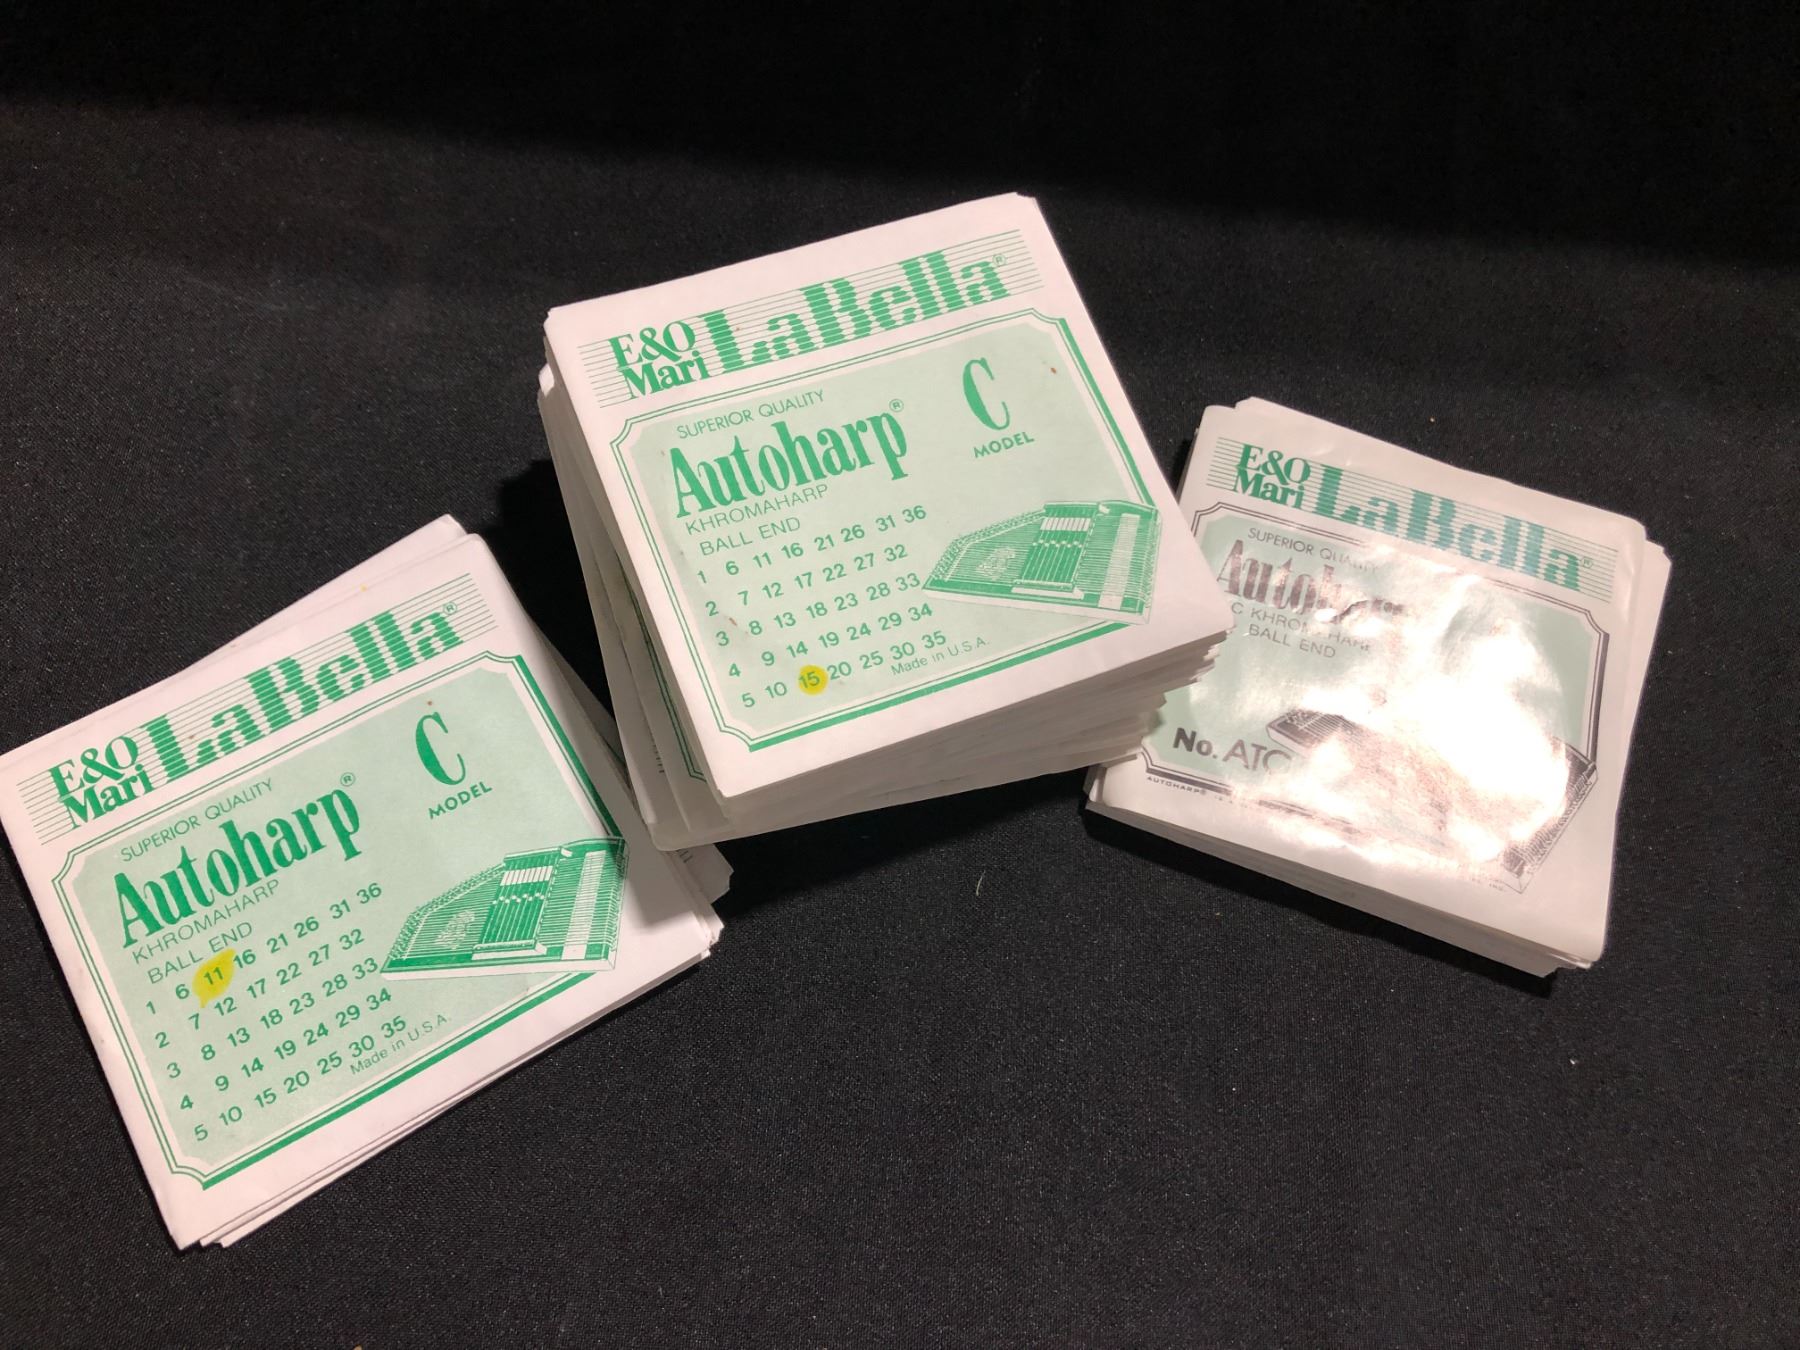 E&O
Mari LaBella®
SUPERIOR QUALITY
Autoharp®
C
MODEL
KHROMAHARP
BALL END
1 6 11 16 21 26 31 36
2 7 12 17 22 27 32
3 8 13 18 23 28 33
4 9 14 19 24 29 34
5 10 15 20 25 30 35
Made in U.S.A.
E&O
Mari LaBella®
SUPERIOR QUALITY
Autoharp®
C
MODEL
KHROMAHARP
BALL END
1 6 11 16 21 26 31 36
2 7 12 17 22 27 32
3 8 13 18 23 28 33
4 9 14 19 24 29 34
5 10 15 20 25 30 35
Made in U.S.A.
E&O
Mari LaBella®
SUPERIOR QUALITY
Autoharp
C KHROMAHARP
BALL END
No.
AUTOHARP®